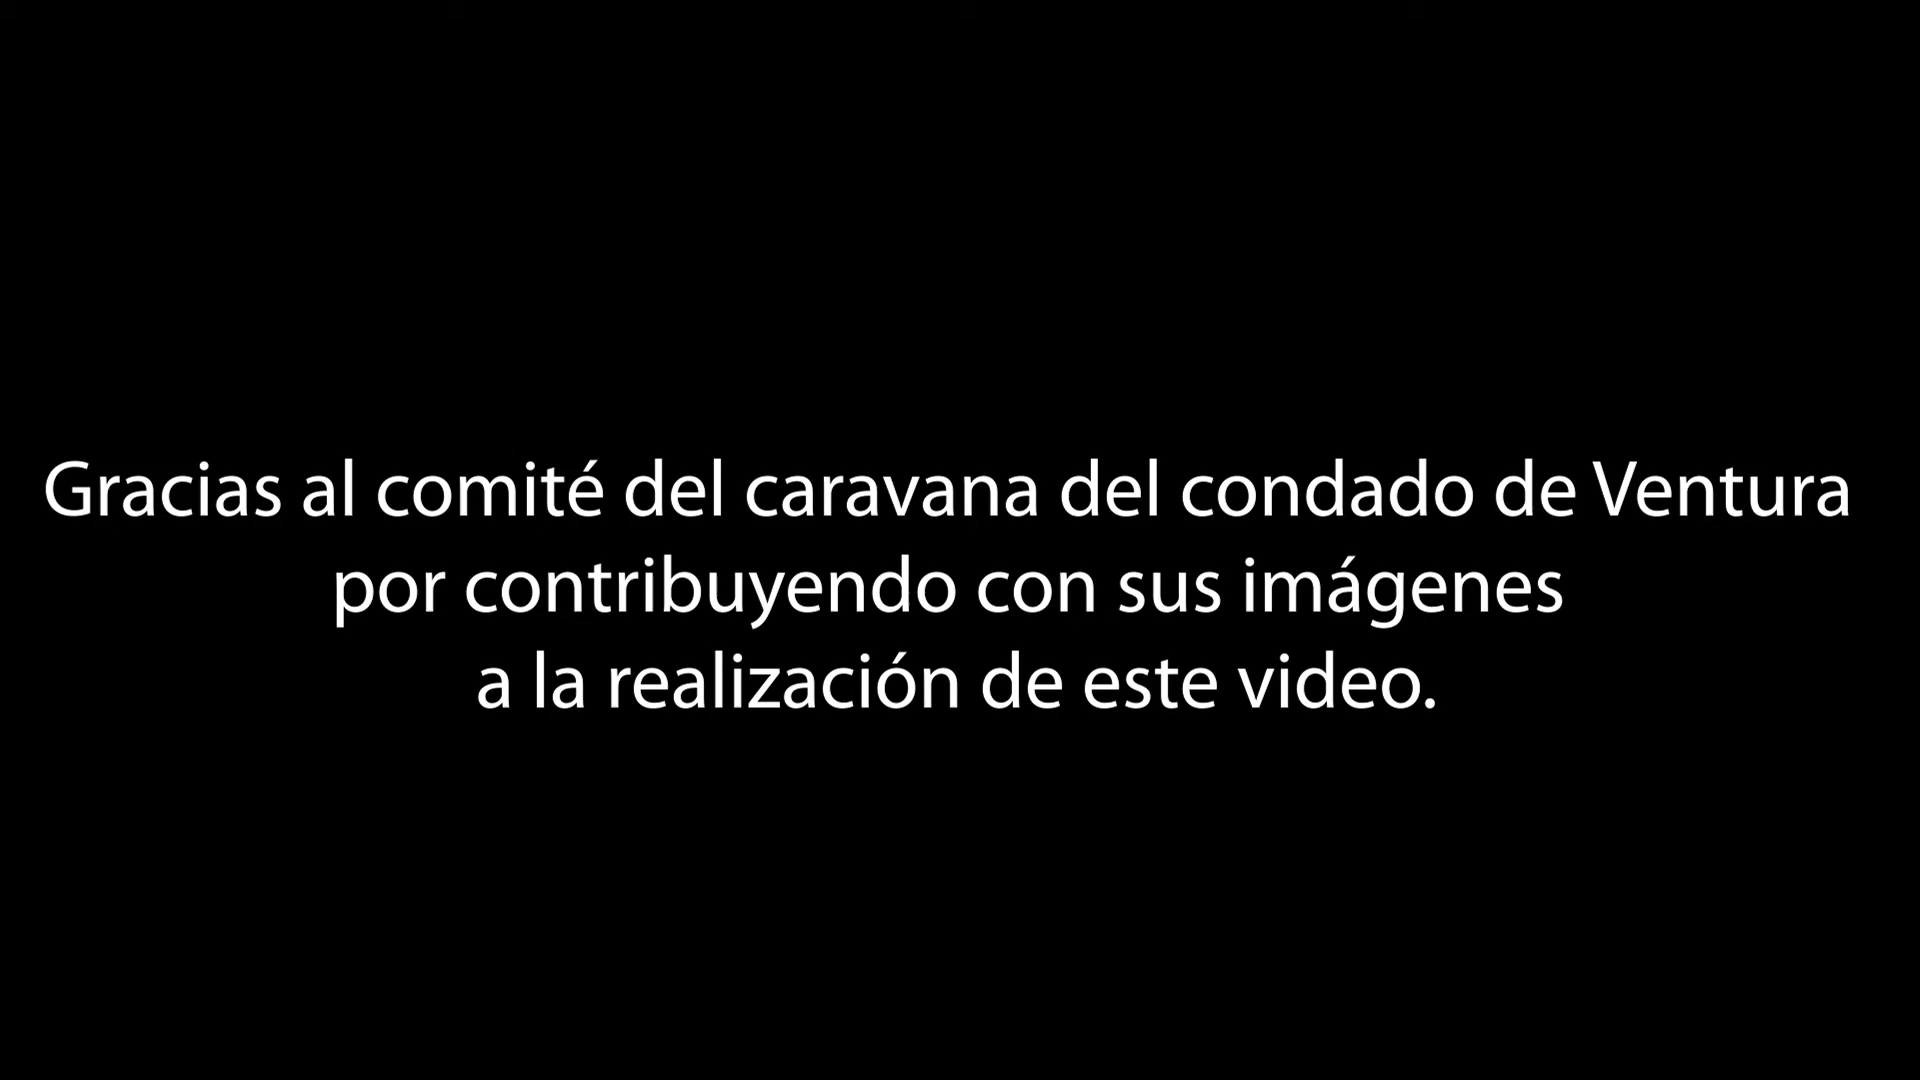 Gracias al comité del caravana del condado de Ventura
por contribuyendo con sus imágenes
a la realización de este video.